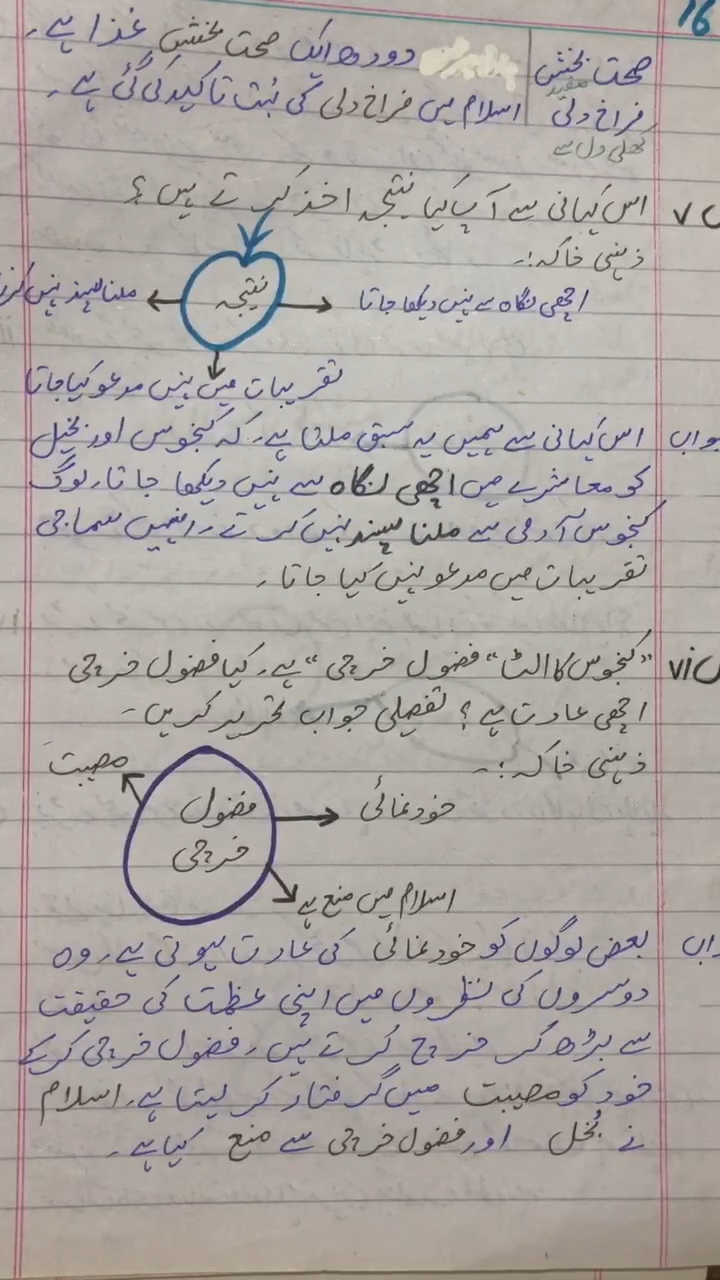 16
صحت بخش دودھ ایک صحت بخش غذا ہے۔
مفید
فراخ دلی اسلام میں فراخ دلی کی بہت تاکید کی گئی ہے۔
کھلی دل سے
v اس کہانی سے آپ کیا نتیجہ اخذ کرتے ہیں؟
ذہنی خاکہ:۔
نتیجہ
اچھی نگاہ سے نہیں دیکھا جاتا
ملنا پسند نہیں کرتے
تقریبات میں نہیں مدعو کیا جاتا
واب اس کہانی سے ہمیں یہ سبق ملتا ہے۔ کہ کنجوس اور بخیل
کو معاشرے میں اچھی نگاہ سے نہیں دیکھا جاتا۔ لوگ
کنجوس آدمی سے ملنا پسند نہیں کرتے۔ انھیں سماجی
تقریبات میں مدعو نہیں کیا جاتا۔
vi "کنجوس کا الٹا" فضول خرچی "ہے۔ کیا فضول خرچی
اچھی عادت ہے؟ تفصیلی جواب تحریر کریں۔
ذہنی خاکہ:۔
مصیبت
فضول
خرچی
خود نمائی
اسلام میں منع ہے
اب بعض لوگوں کو خود نمائی کی عادت ہوتی ہے۔ وہ
دوسروں کی نظروں میں اپنی عظمت کی حقیقت
سے بڑھ کر خرچ کرتے ہیں۔ فضول خرچی کرکے
خود کو مصیبت میں گرفتار کر لیتا ہے۔ اسلام
نے بُخل اور فضول خرچی سے منع کیا ہے۔